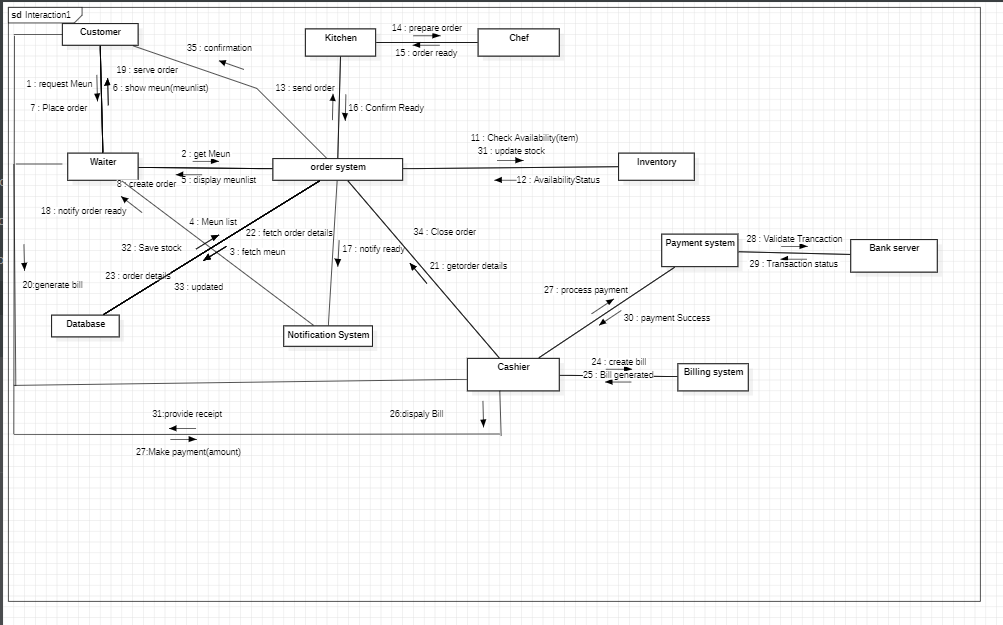 sd Interaction1
Customer
Kitchen
14 : prepare order
Chef
15 : order ready
35 : confirmation
19 : serve order
1 : request Meun
6 : show meun(meunlist)
13 : send order
7 : Place order
16 : Confirm Ready
11 : Check Availability(item)
31 : update stock
Waiter
2 : get Meun
order system
Inventory
8 : create order
5 : display meunlist
12 : AvailabilityStatus
18 : notify order ready
4 : Meun list
22 : fetch order details
34 : Close order
32 : Save stock
3 : fetch meun
17 : notify ready
Payment system
28 : Validate Trancaction
Bank server
29 : Transaction status
21 : getorder details
23 : order details
20:generate bill
33 : updated
27 : process payment
30 : payment Success
Database
Notification System
Cashier
24 : create bill
25 : Bill generated
Billing system
31:provide receipt
26:dispaly Bill
27:Make payment(amount)